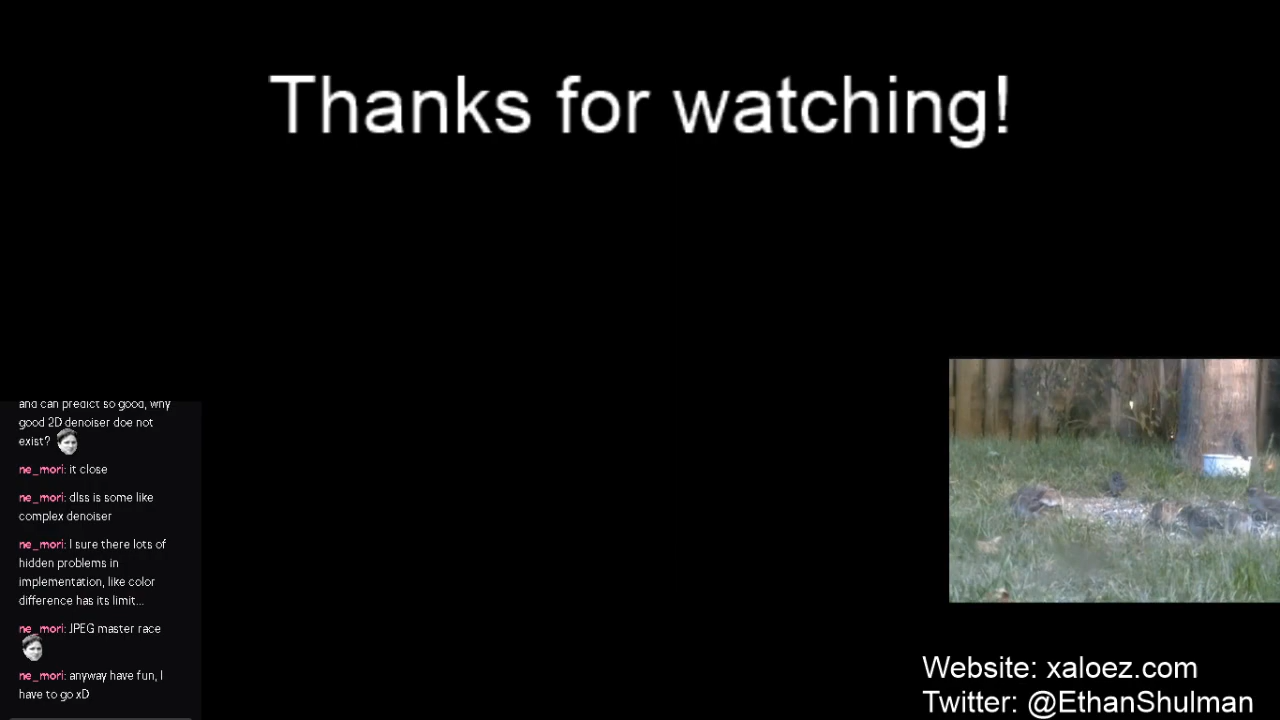 Thanks for watching!
and can predict so good, why
good 2D denoiser doe not
exist?
ne_mori: it close
ne_mori: dlss is some like
complex denoiser
ne_mori: I sure there lots of
hidden problems in
implementation, like color
difference has its limit...
ne_mori: JPEG master race
ne_mori: anyway have fun, I
have to go xD
Website: xaloez.com
Twitter: @EthanShulman